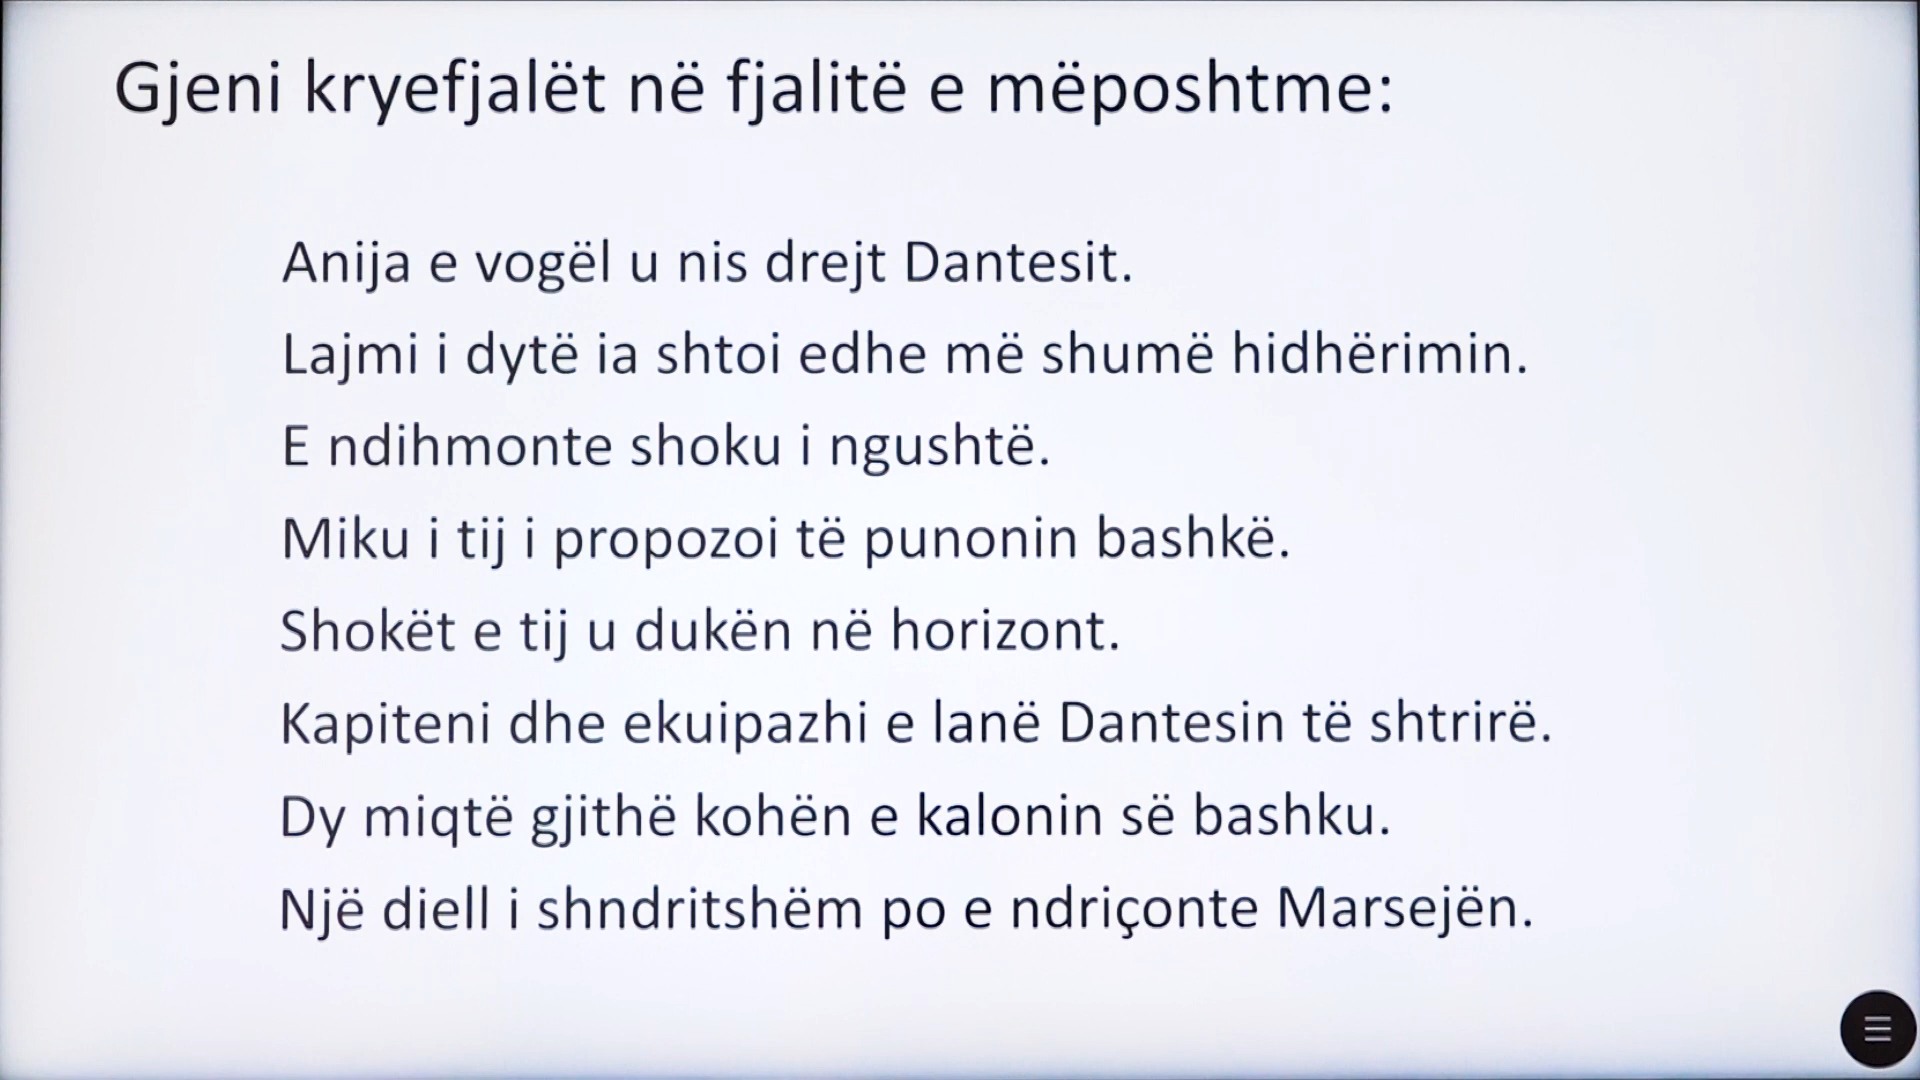 Gjeni kryefjalët në fjalitë e mëposhtme:
Anija e vogël u nis drejt Dantesit.
Lajmi i dytë ia shtoi edhe më shumë hidhërimin.
E ndihmonte shoku i ngushtë.
Miku i tij i propozoi të punonin bashkë.
Shokët e tij u dukën në horizont.
Kapiteni dhe ekuipazhi e lanë Dantesin të shtrirë.
Dy miqtë gjithë kohën e kalonin së bashku.
Një diell i shndritshëm po e ndriçonte Marsejën.